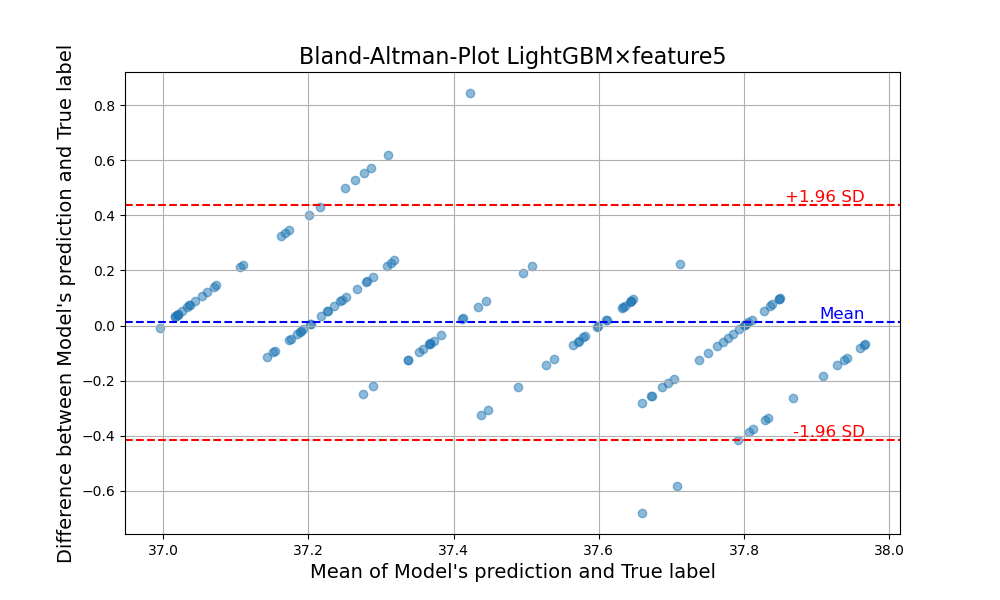 Bland-Altman-Plot LightGBM×feature5
Difference between Model's prediction and True label
0.8
0.6
+1.96 SD
0.4
0.2
Mean
0.0
−0.2
-1.96 SD
−0.4
−0.6
37.0 37.2 37.4 37.6 37.8 38.0
Mean of Model's prediction and True label